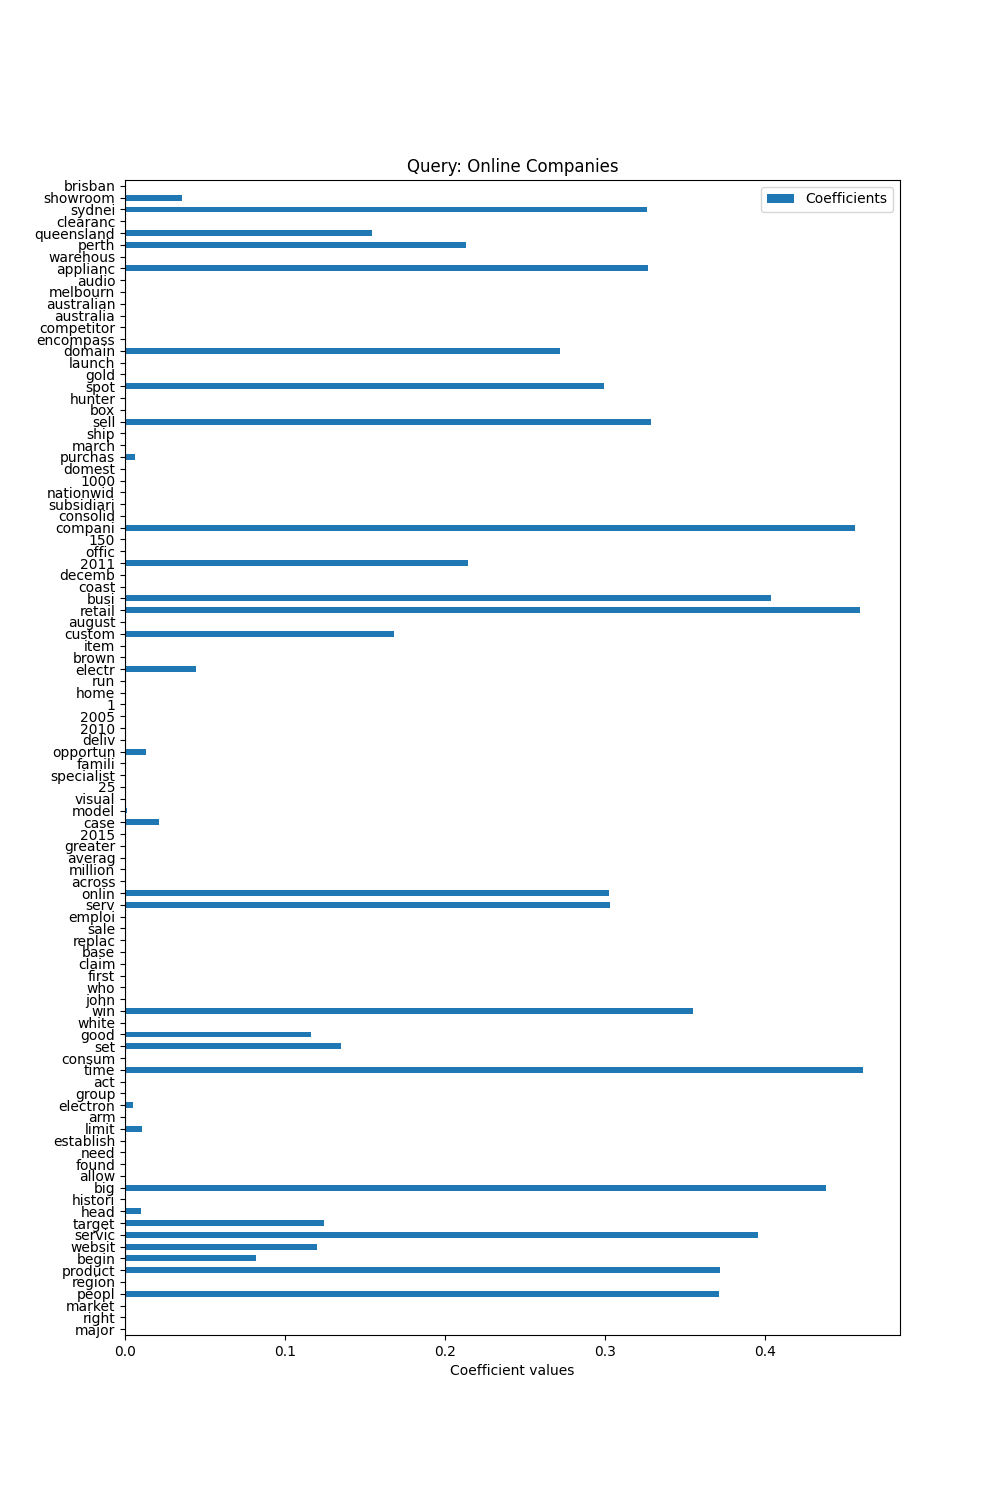 Query: Online Companies
Coefficients
brisban
showroom
sydnei
clearanc
queensland
perth
warehous
applianc
audio
melbourn
australian
australia
competitor
encompass
domain
launch
gold
spot
hunter
box
sell
ship
march
purchas
domest
1000
nationwid
subsidiari
consolid
compani
150
offic
2011
decemb
coast
busi
retail
august
custom
item
brown
electr
run
home
1
2005
2010
deliv
opportun
famili
specialist
25
visual
model
case
2015
greater
averag
million
across
onlin
serv
emploi
sale
replac
base
claim
first
who
john
win
white
good
set
consum
time
act
group
electron
arm
limit
establish
need
found
allow
big
histori
head
target
servic
websit
begin
product
region
peopl
market
right
major
0.0 0.1 0.2 0.3 0.4
Coefficient values